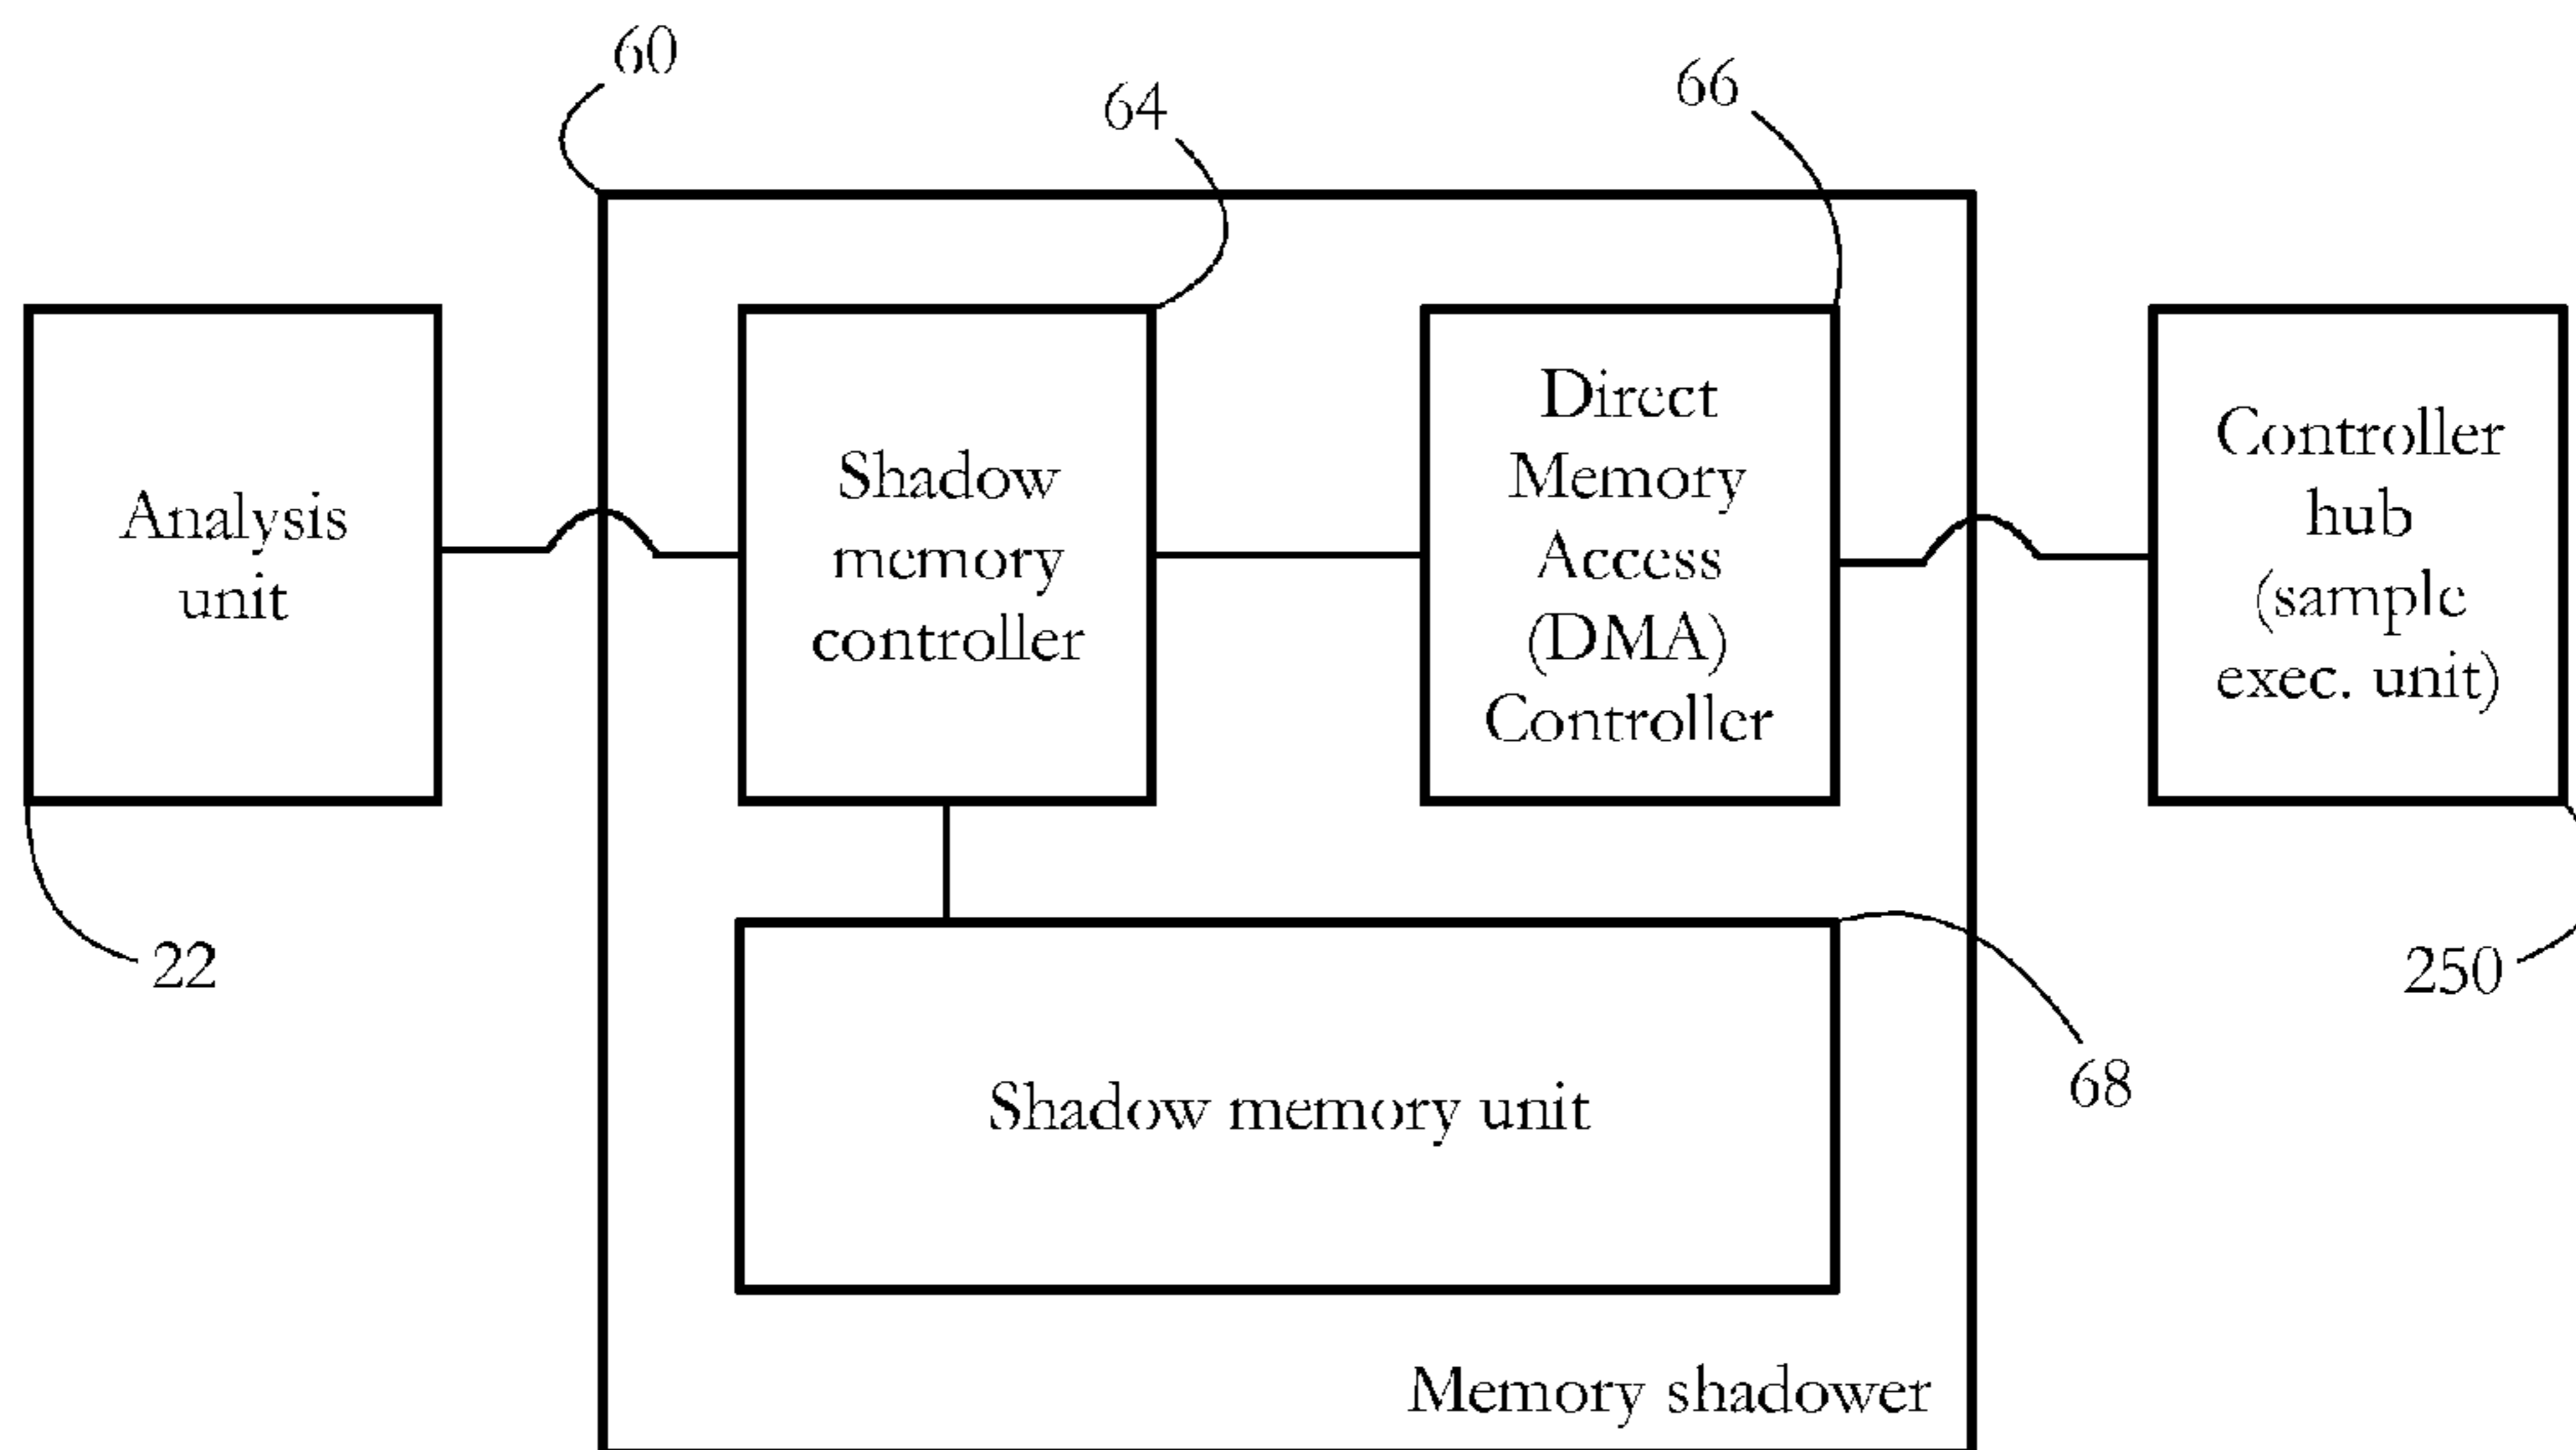 60
64
66
Analysis
unit
Shadow
memory
controller
Direct
Memory
Access
(DMA)
Controller
Controller
hub
(sample
exec. unit)
22
250
68
Shadow memory unit
Memory shadower